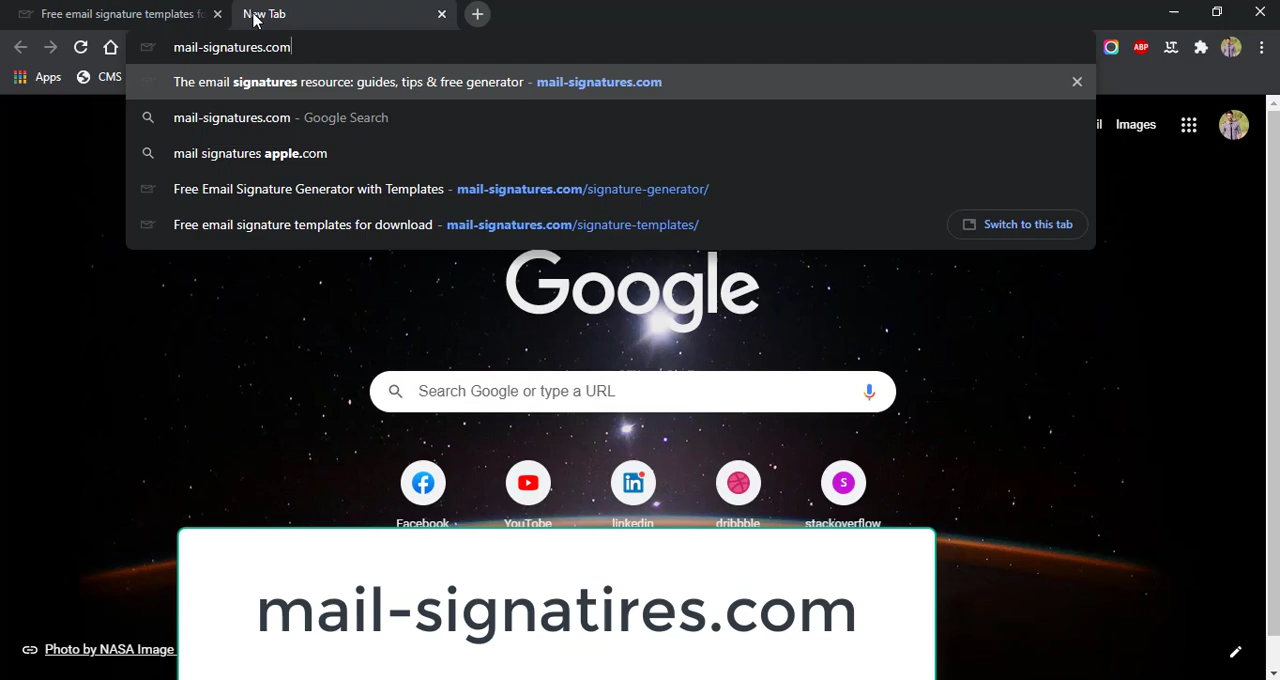 Free email signature templates fo
New Tab
mail-signatures.com
ABP
Apps
CMS
The email signatures resource: guides, tips & free generator - mail-signatures.com
mail-signatures.com - Google Search
mail signatures apple.com
Free Email Signature Generator with Templates - mail-signatures.com/signature-generator/
Free email signature templates for download - mail-signatures.com/signature-templates/
Switch to this tab
il
Images
Google
Search Google or type a URL
S
Facebook
YouTube
linkedin
dribbble
stackoverflow
mail-signatires.com
Photo by NASA Image